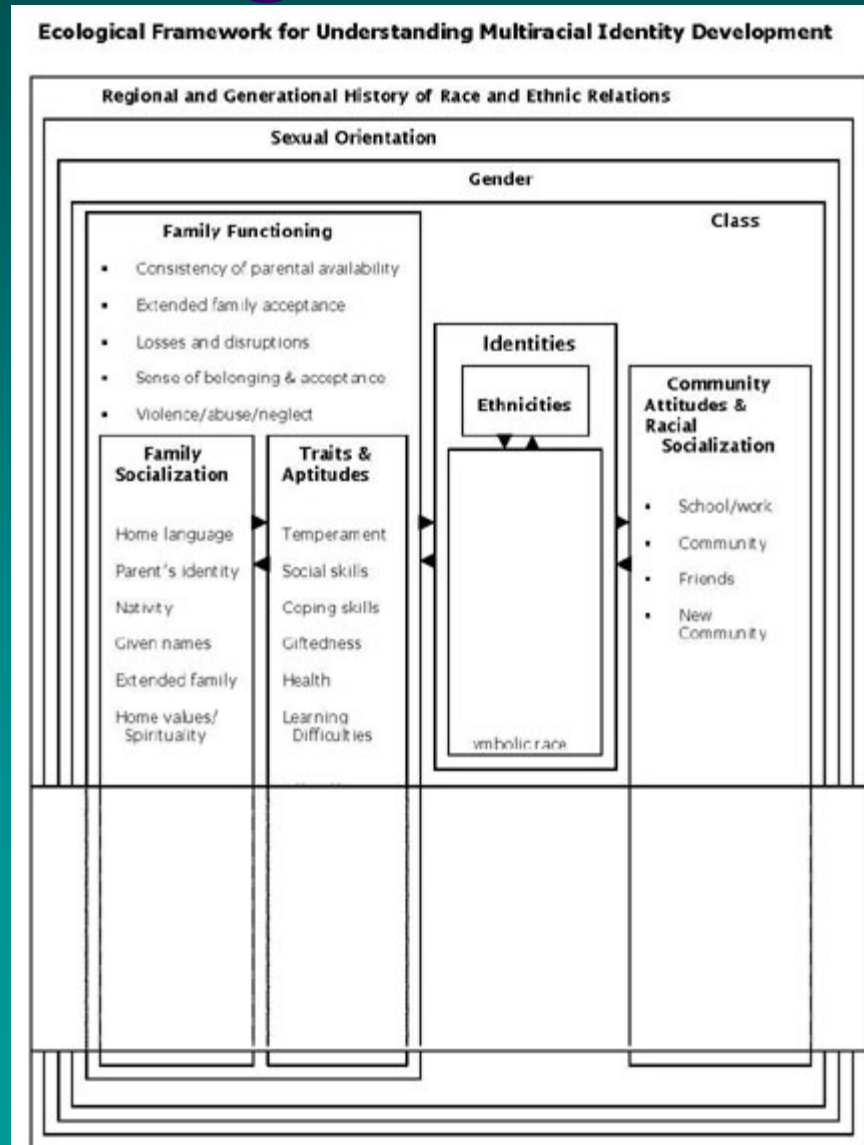 Ecological Framework for Understanding Multiracial Identity Development
Regional and Generational History of Race and Ethnic Relations
Sexual Orientation
Gender
Class
Family Functioning
▪ Consistency of parental availability
▪ Extended family acceptance
▪ Losses and disruptions
▪ Sense of belonging & acceptance
▪ Violence/abuse/neglect
Family
Socialization
Home language
Parent's identity
Nativity
Given names
Extended family
Home values/
Spirituality
Traits &
Aptitudes
Temperament
Social skills
Coping skills
Giftedness
Health
Learning
Difficulties
Identities
Ethnicities
ymbolic race
Community
Attitudes &
Racial
Socialization
▪ School/work
▪ Community
▪ Friends
▪ New
Community